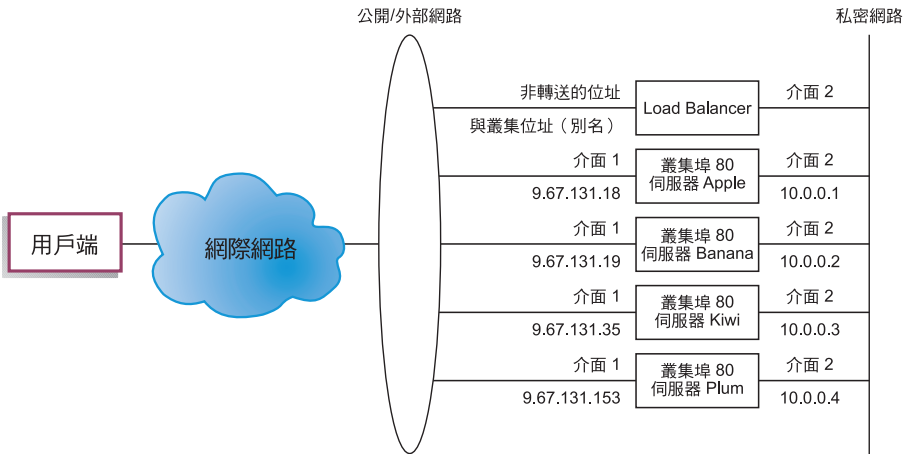 公開/外部網路
私密網路
非轉送的位址
與叢集位址（別名）
Load Balancer
介面 2
介面 1
9.67.131.18
叢集埠 80
伺服器 Apple
介面 2
10.0.0.1
用戶端
網際網路
介面 1
9.67.131.19
叢集埠 80
伺服器 Banana
介面 2
10.0.0.2
介面 1
9.67.131.35
叢集埠 80
伺服器 Kiwi
介面 2
10.0.0.3
介面 1
9.67.131.153
叢集埠 80
伺服器 Plum
介面 2
10.0.0.4